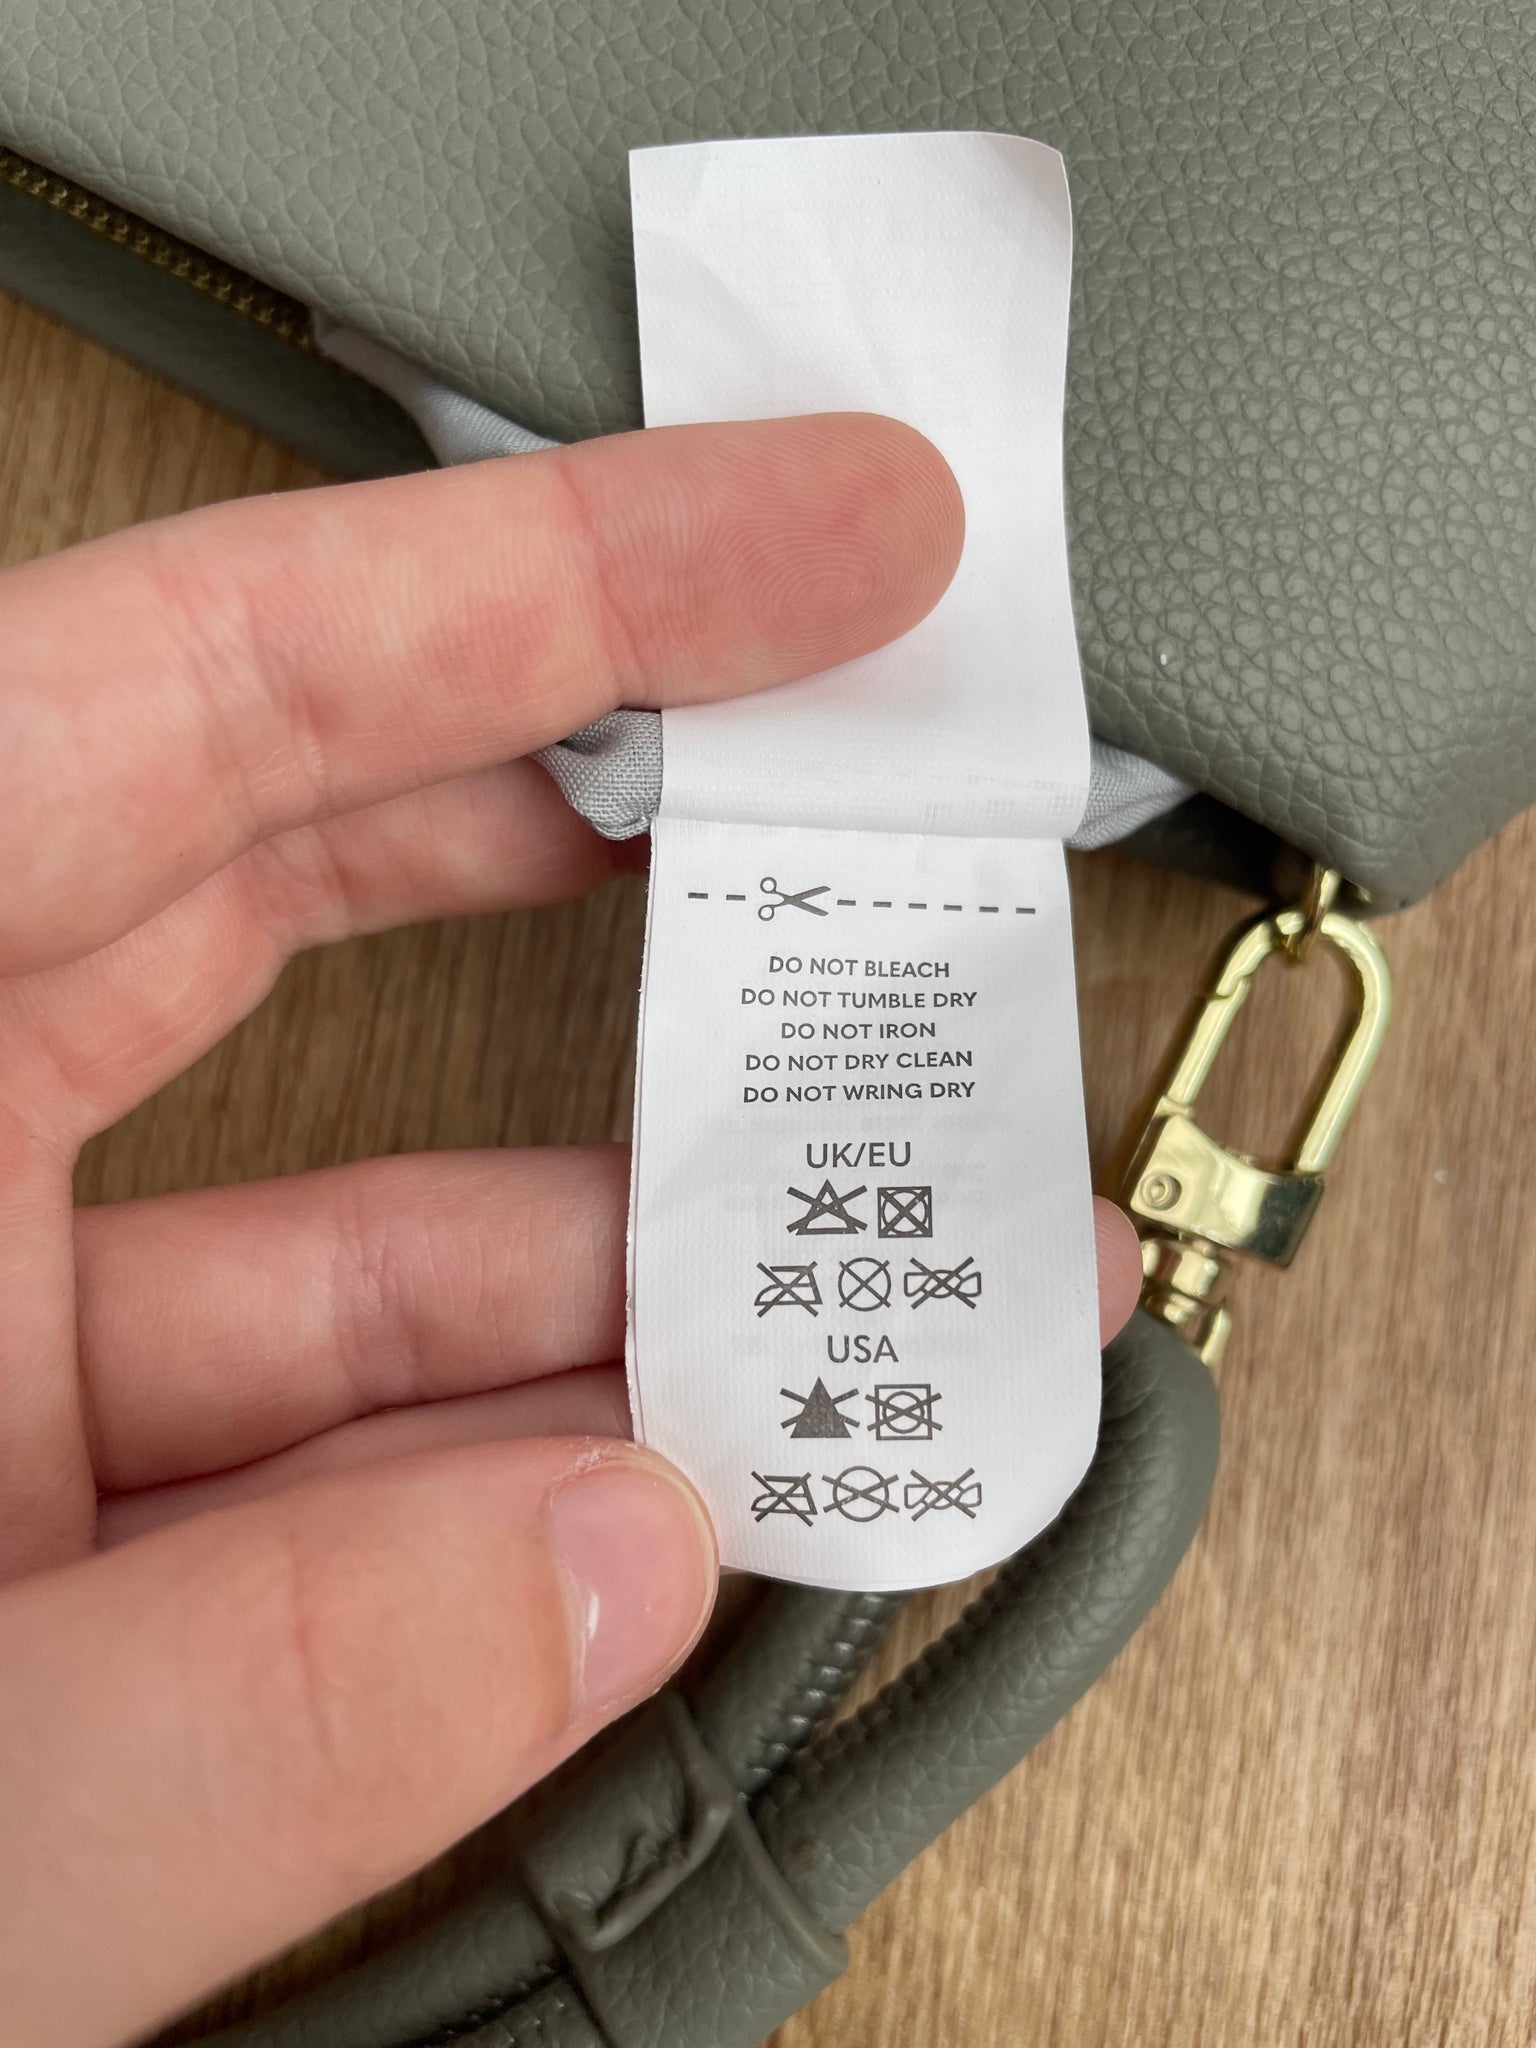 DO NOT BLEACH
DO NOT TUMBLE DRY
DO NOT IRON
DO NOT DRY CLEAN
DO NOT WRING DRY
UK/EU
USA